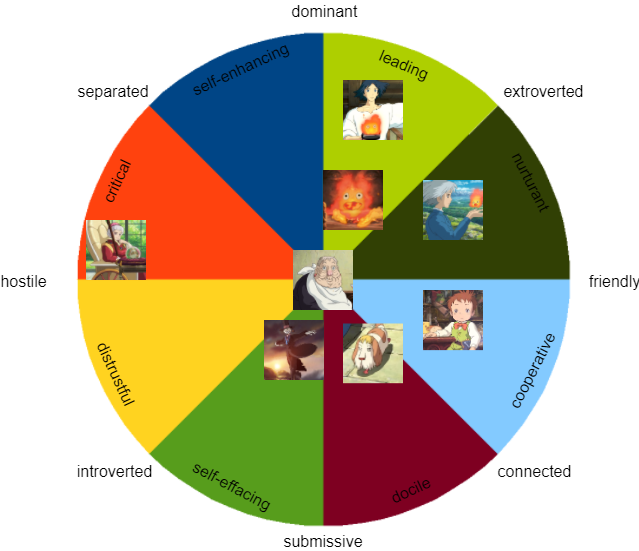 dominant
self-enhancing
leading
separated
extroverted
critical
nurturant
hostile
friendly
distrustful
cooperative
introverted
self-effacing
docile
connected
submissive